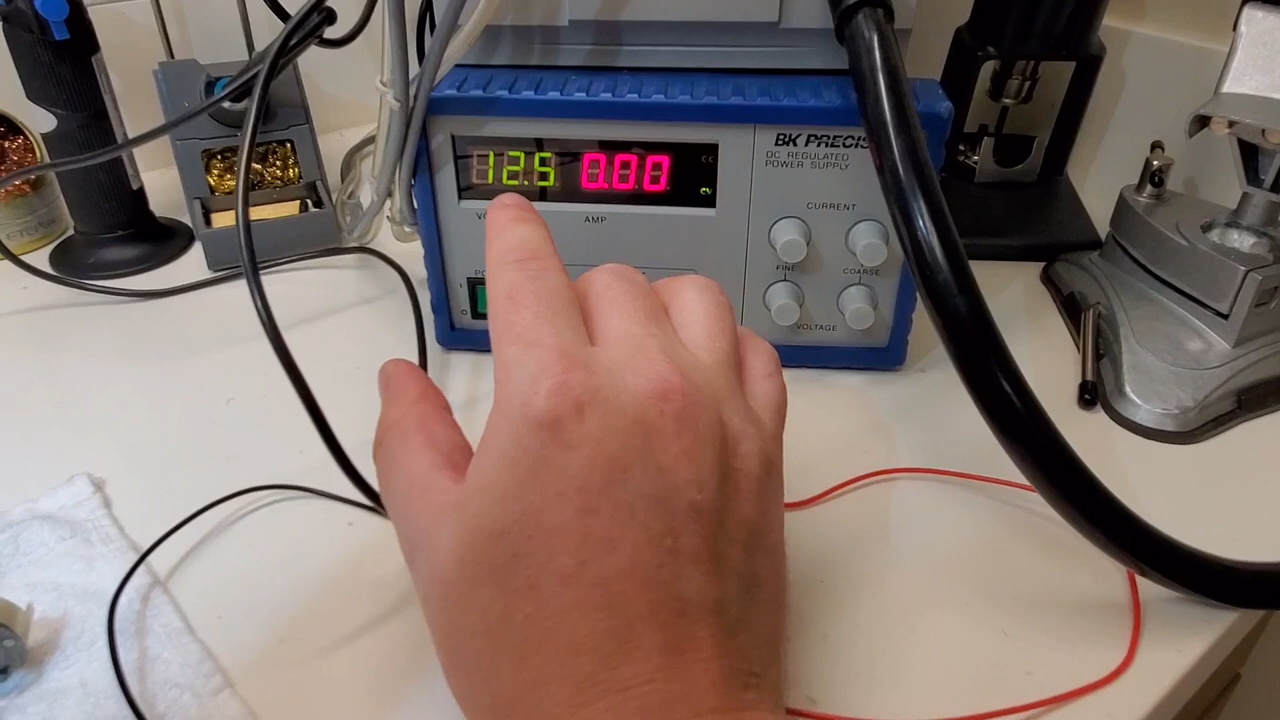 12.5 0.00
CC
CV
AMP
BK PRECIS
DC REGULATED
POWER SUPPLY
CURRENT
FINE
COARSE
VOLTAGE